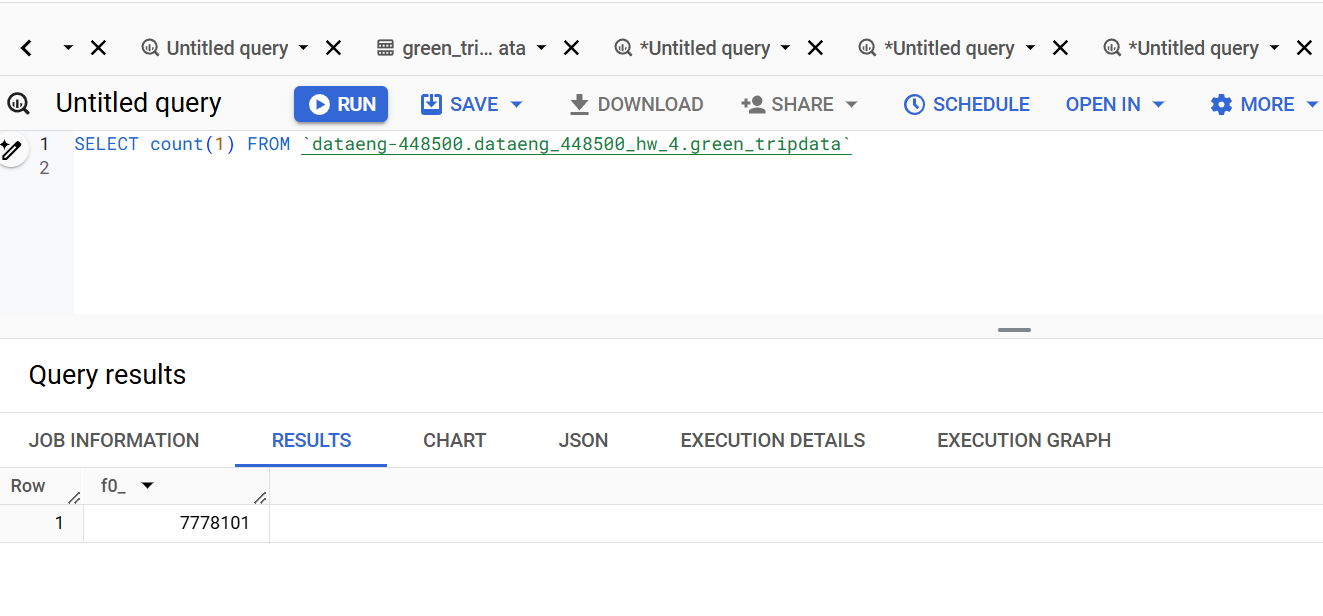 Untitled query green_tri... ata *Untitled query *Untitled query *Untitled query
Untitled query RUN SAVE DOWNLOAD SHARE SCHEDULE OPEN IN MORE
1 SELECT count(1) FROM `dataeng-448500.dataeng_448500_hw_4.green_tripdata`
2
Query results
JOB INFORMATION RESULTS CHART JSON EXECUTION DETAILS EXECUTION GRAPH
Row f0_
1 7778101